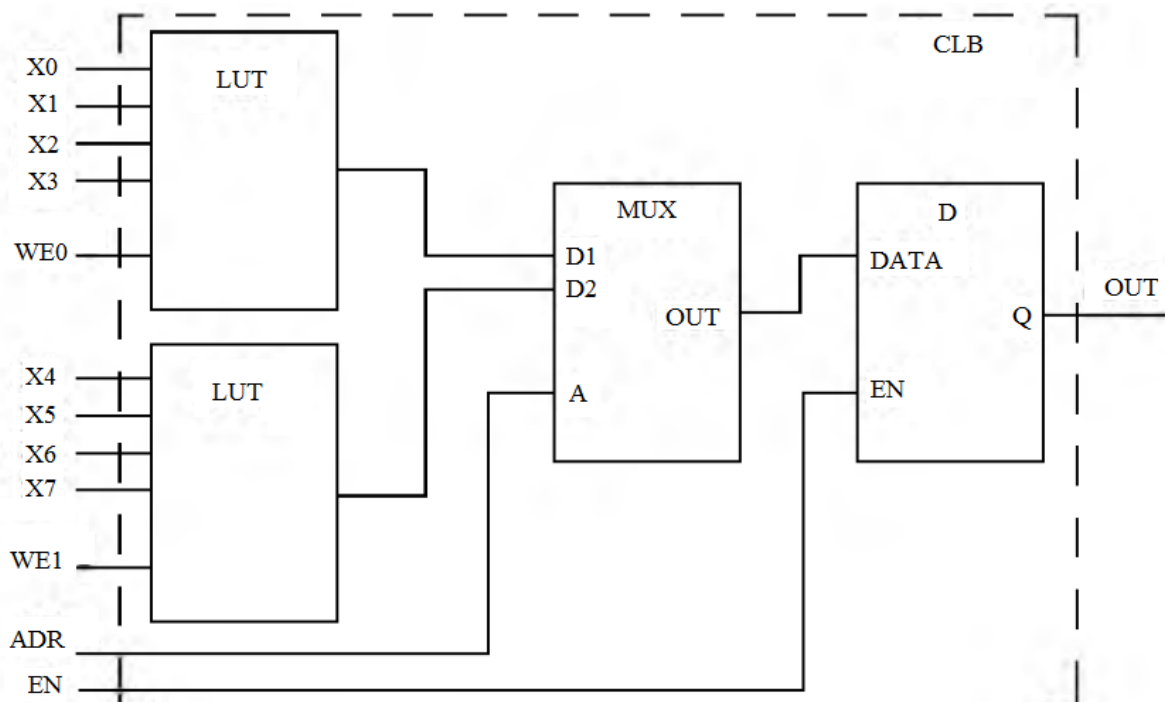 CLB
X0
X1
X2
X3
WE0
LUT
X4
X5
X6
X7
WE1
LUT
ADR
EN
MUX
D1
D2
OUT
A
D
DATA
Q
EN
OUT